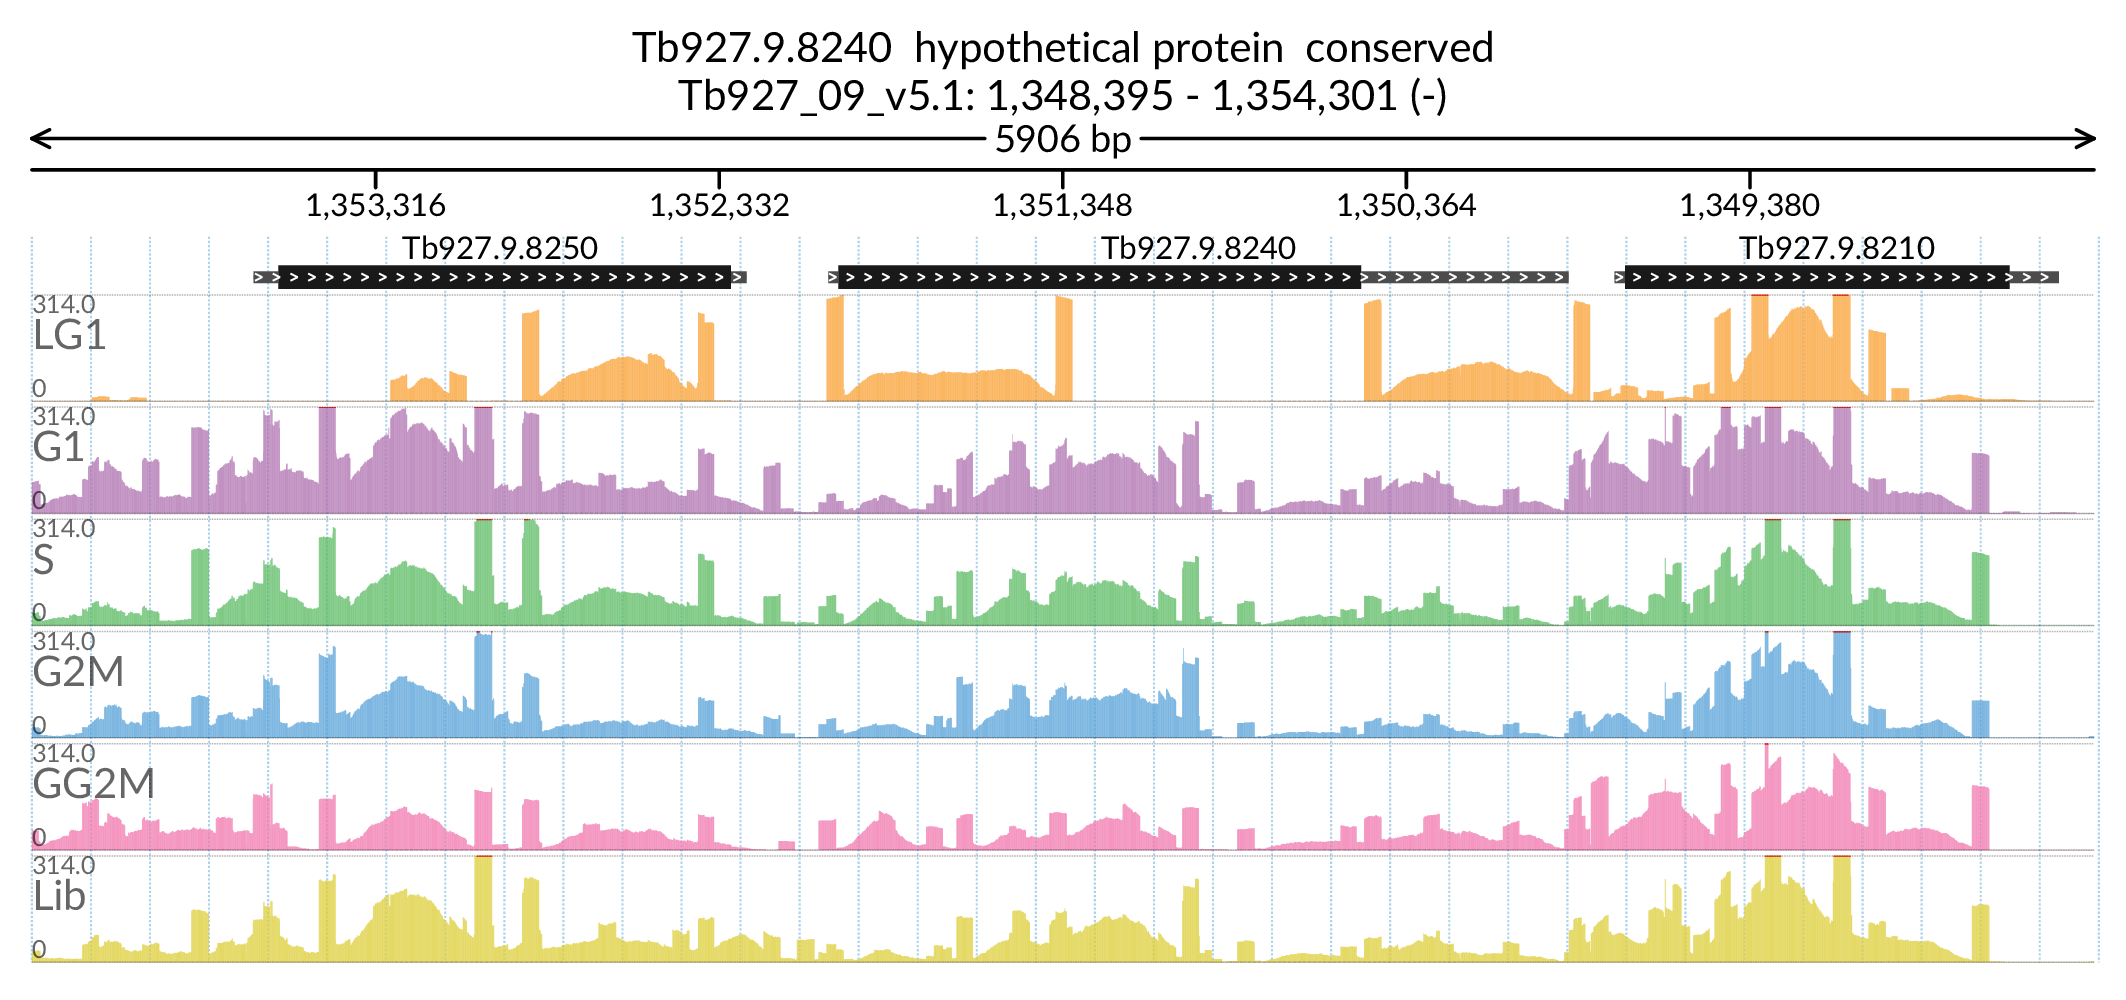 Tb927.9.8240  hypothetical protein  conserved
Tb927_09_v5.1: 1,348,395 - 1,354,301 (-)
5906 bp
1,353,316 1,352,332 1,351,348 1,350,364 1,349,380
Tb927.9.8250 Tb927.9.8240 Tb927.9.8210
314.0
LG1
0
314.0
G1
0
314.0
S
0
314.0
G2M
0
314.0
GG2M
0
314.0
Lib
0